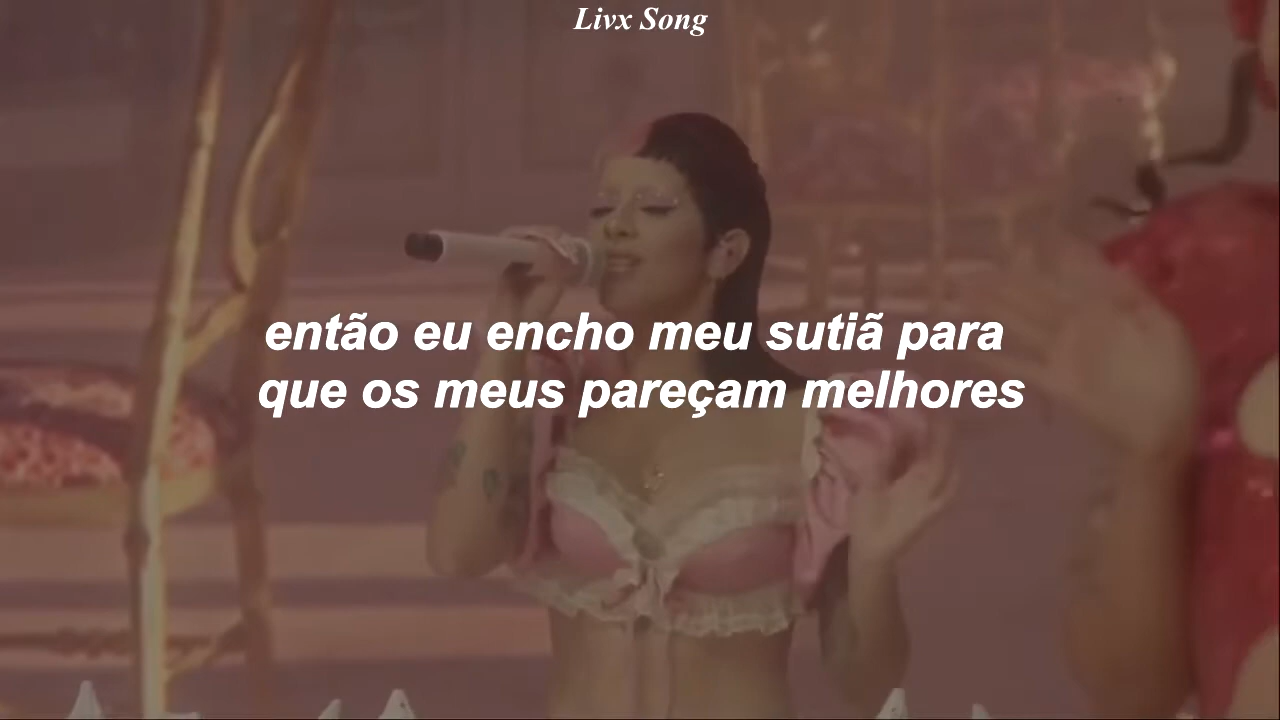 Livx Song
então eu encho meu sutiã para
que os meus pareçam melhores